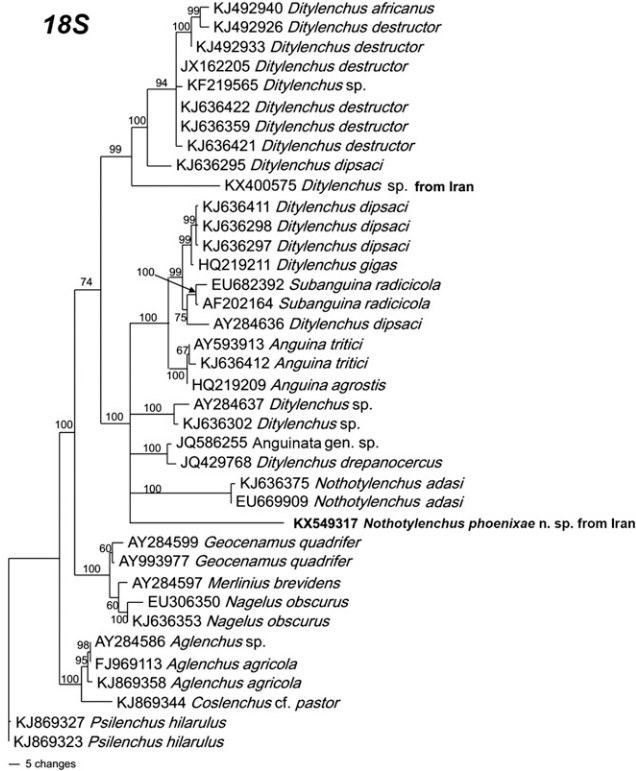 18S
99
KJ492940 Ditylenchus africanus
100
KJ492926 Ditylenchus destructor
KJ492933 Ditylenchus destructor
JX162205 Ditylenchus destructor
94
KF219565 Ditylenchus sp.
KJ636422 Ditylenchus destructor
100
KJ636359 Ditylenchus destructor
KJ636421 Ditylenchus destructor
99
KJ636295 Ditylenchus dipsaci
KX400575 Ditylenchus sp. from Iran
KJ636411 Ditylenchus dipsaci
99
KJ636298 Ditylenchus dipsaci
99
KJ636297 Ditylenchus dipsaci
HQ219211 Ditylenchus gigas
100
99
EU682392 Subanguina radicicola
74
AF202164 Subanguina radicicola
75
100
AY284636 Ditylenchus dipsaci
AY593913 Anguina tritici
67
KJ636412 Anguina tritici
100
HQ219209 Anguina agrostis
100
AY284637 Ditylenchus sp.
100
KJ636302 Ditylenchus sp.
100
JQ586255 Anguinata gen. sp.
100
JQ429768 Ditylenchus drepanocercus
KJ636375 Nothotylenchus adasi
100
EU669909 Nothotylenchus adasi
KX549317 Nothotylenchus phoenixae n. sp. from Iran
AY284599 Geocenamus quadrifer
60
AY993977 Geocenamus quadrifer
100
AY284597 Merlinius brevidens
60
EU306350 Nagelus obscurus
100
KJ636353 Nagelus obscurus
98
AY284586 Aglenchus sp.
95
FJ969113 Aglenchus agricola
100
KJ869358 Aglenchus agricola
KJ869344 Coslenchus cf. pastor
KJ869327 Psilenchus hilarulus
KJ869323 Psilenchus hilarulus
5 changes